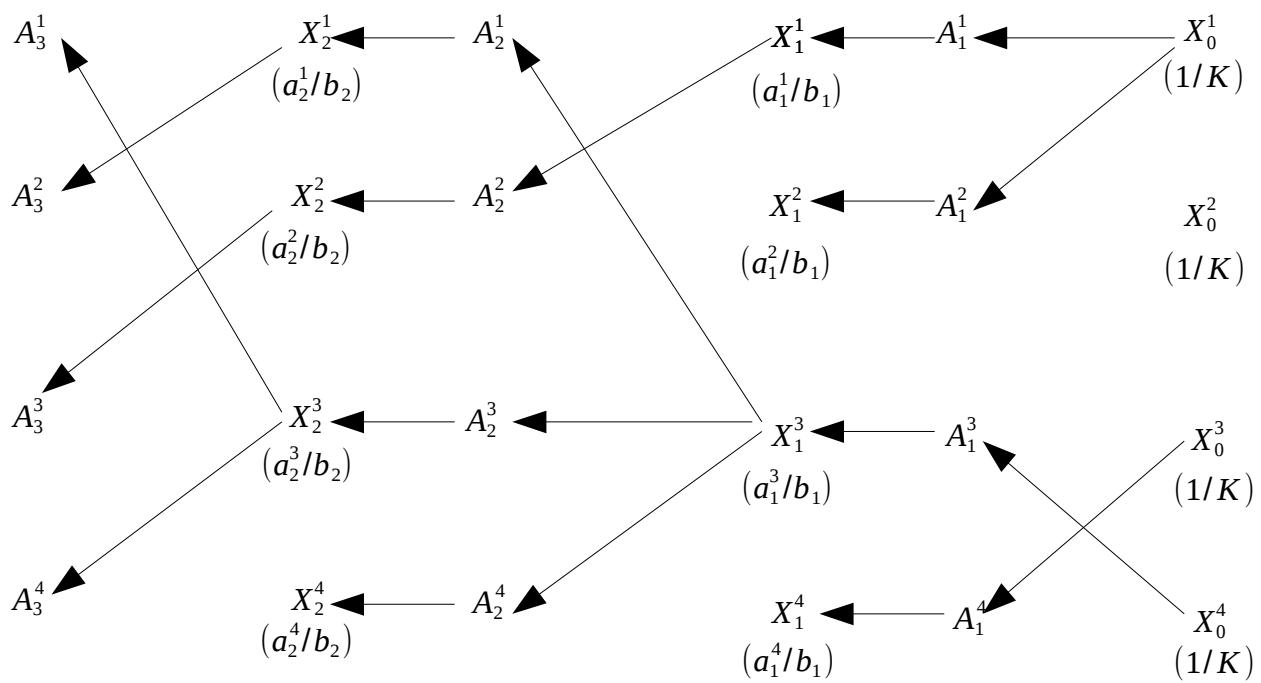 $A_3^1$ $X_2^1$ $A_2^1$ $X_1^1$ $A_1^1$ $X_0^1$
$(a_2^1/b_2)$ $(a_1^1/b_1)$ $(1/K)$
$A_3^2$ $X_2^2$ $A_2^2$ $X_1^2$ $A_1^2$ $X_0^2$
$(a_2^2/b_2)$ $(a_1^2/b_1)$ $(1/K)$
$A_3^3$ $X_2^3$ $A_2^3$ $X_1^3$ $A_1^3$ $X_0^3$
$(a_2^3/b_2)$ $(a_1^3/b_1)$ $(1/K)$
$A_3^4$ $X_2^4$ $A_2^4$ $X_1^4$ $A_1^4$ $X_0^4$
$(a_2^4/b_2)$ $(a_1^4/b_1)$ $(1/K)$